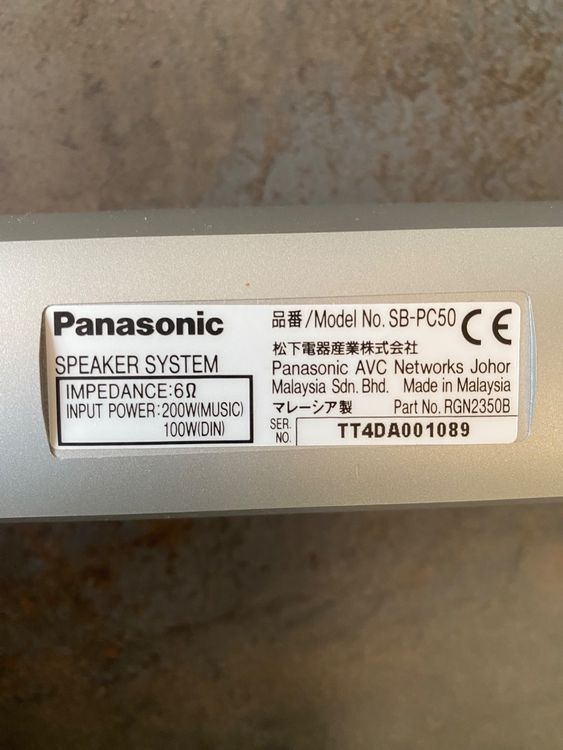 Panasonic
SPEAKER SYSTEM
IMPEDANCE:6Ω
INPUT POWER:200W(MUSIC)
100W(DIN)
品番/Model No. SB-PC50
CE
松下電器産業株式会社
Panasonic AVC Networks Johor
Malaysia Sdn. Bhd. Made in Malaysia
マレーシア製 Part No. RGN2350B
SER. NO. TT4DA001089